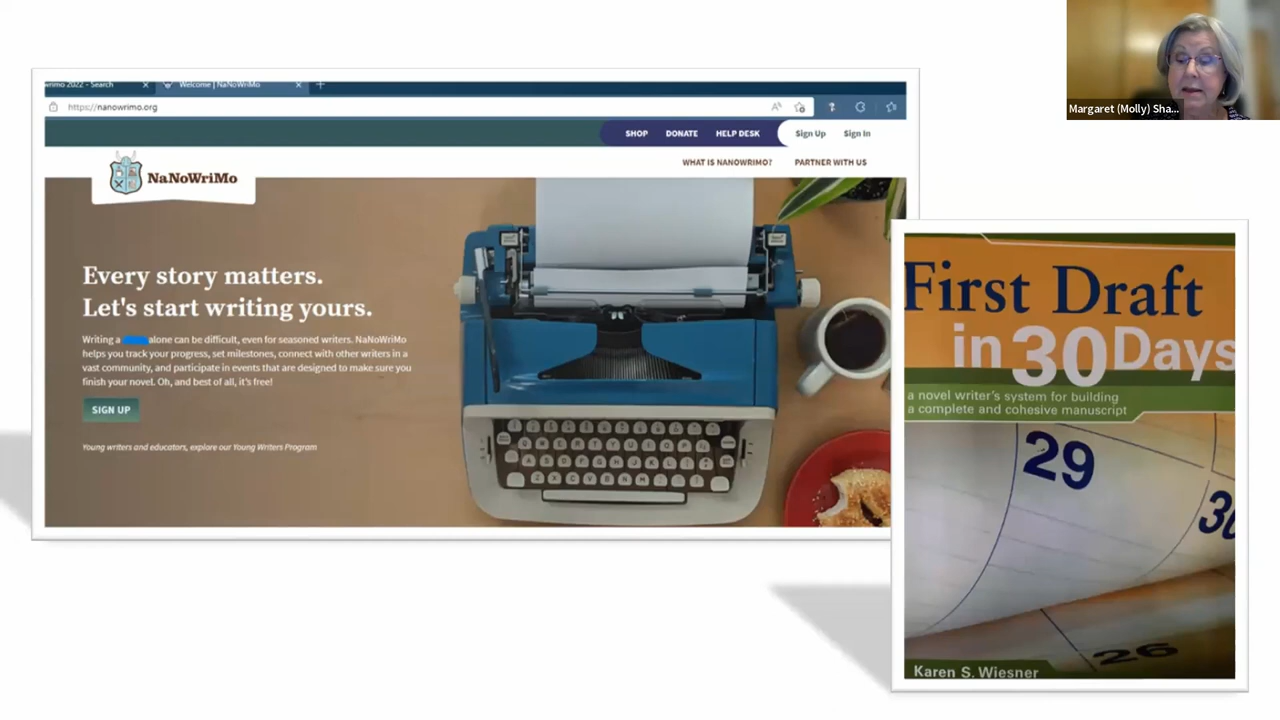 Margaret (Molly) Sha...
2022 - Search
Welcome | NaNoWriMo
https://nanowrimo.org
SHOP DONATE HELP DESK Sign Up Sign In
NaNoWriMo
WHAT IS NANOWRIMO? PARTNER WITH US
Every story matters.
Let's start writing yours.
Writing a alone can be difficult, even for seasoned writers. NaNoWriMo
helps you track your progress, set milestones, connect with other writers in a
vast community, and participate in events that are designed to make sure you
finish your novel. Oh, and best of all, it's free!
SIGN UP
Young writers and educators, explore our Young Writers Program
First Draft
in 30 Days
a novel writer's system for building
a complete and cohesive manuscript
29
30
26
Karen S. Wiesner